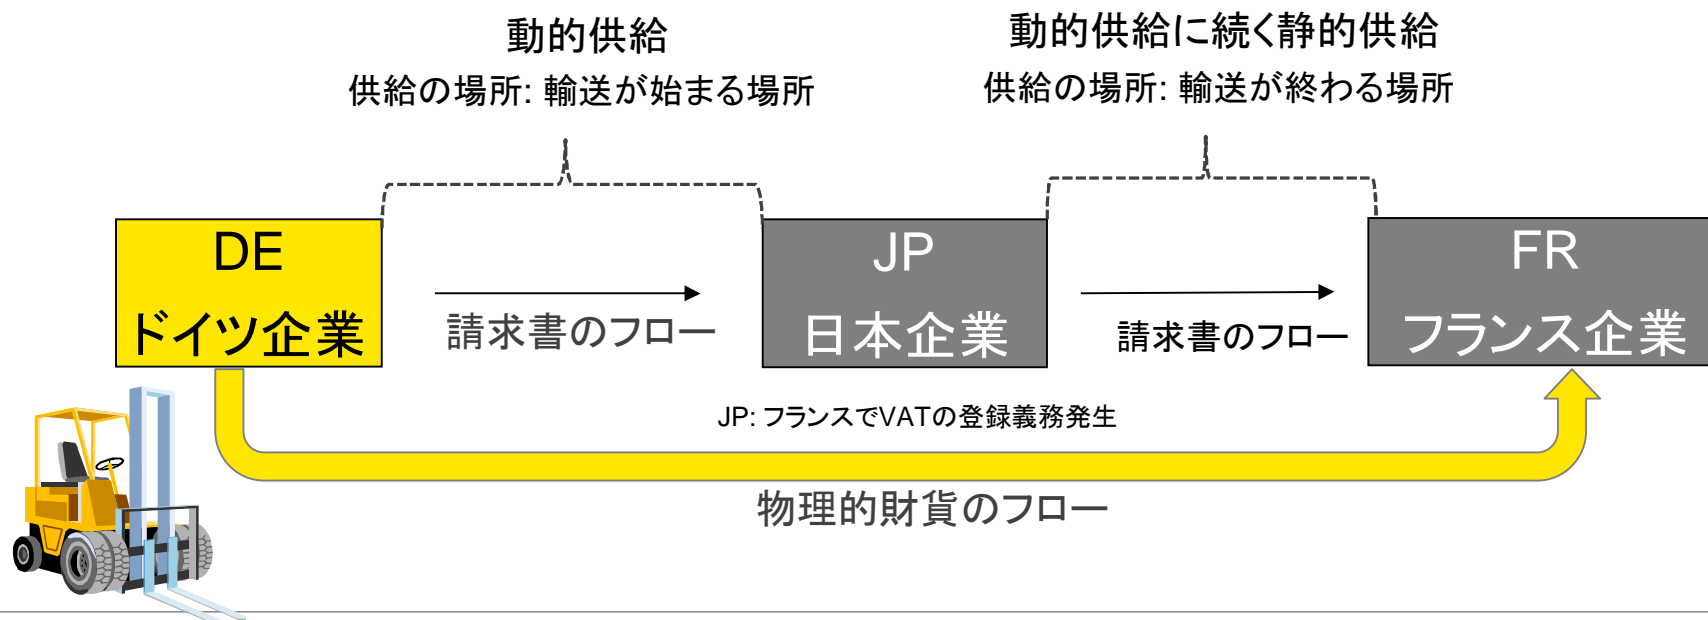 動的供給
供給の場所: 輸送が始まる場所
動的供給に続く静的供給
供給の場所: 輸送が終わる場所
DE
ドイツ企業
請求書のフロー
JP
日本企業
請求書のフロー
FR
フランス企業
JP: フランスでVATの登録義務発生
物理的財貨のフロー